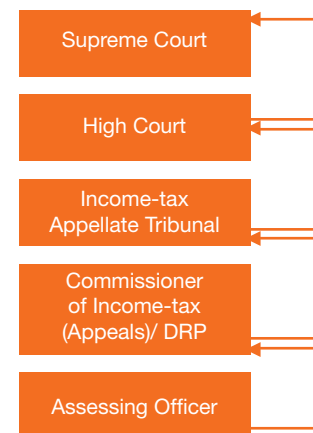 Supreme Court
High Court
Income-tax
Appellate Tribunal
Commissioner
of Income-tax
(Appeals)/ DRP
Assessing Officer